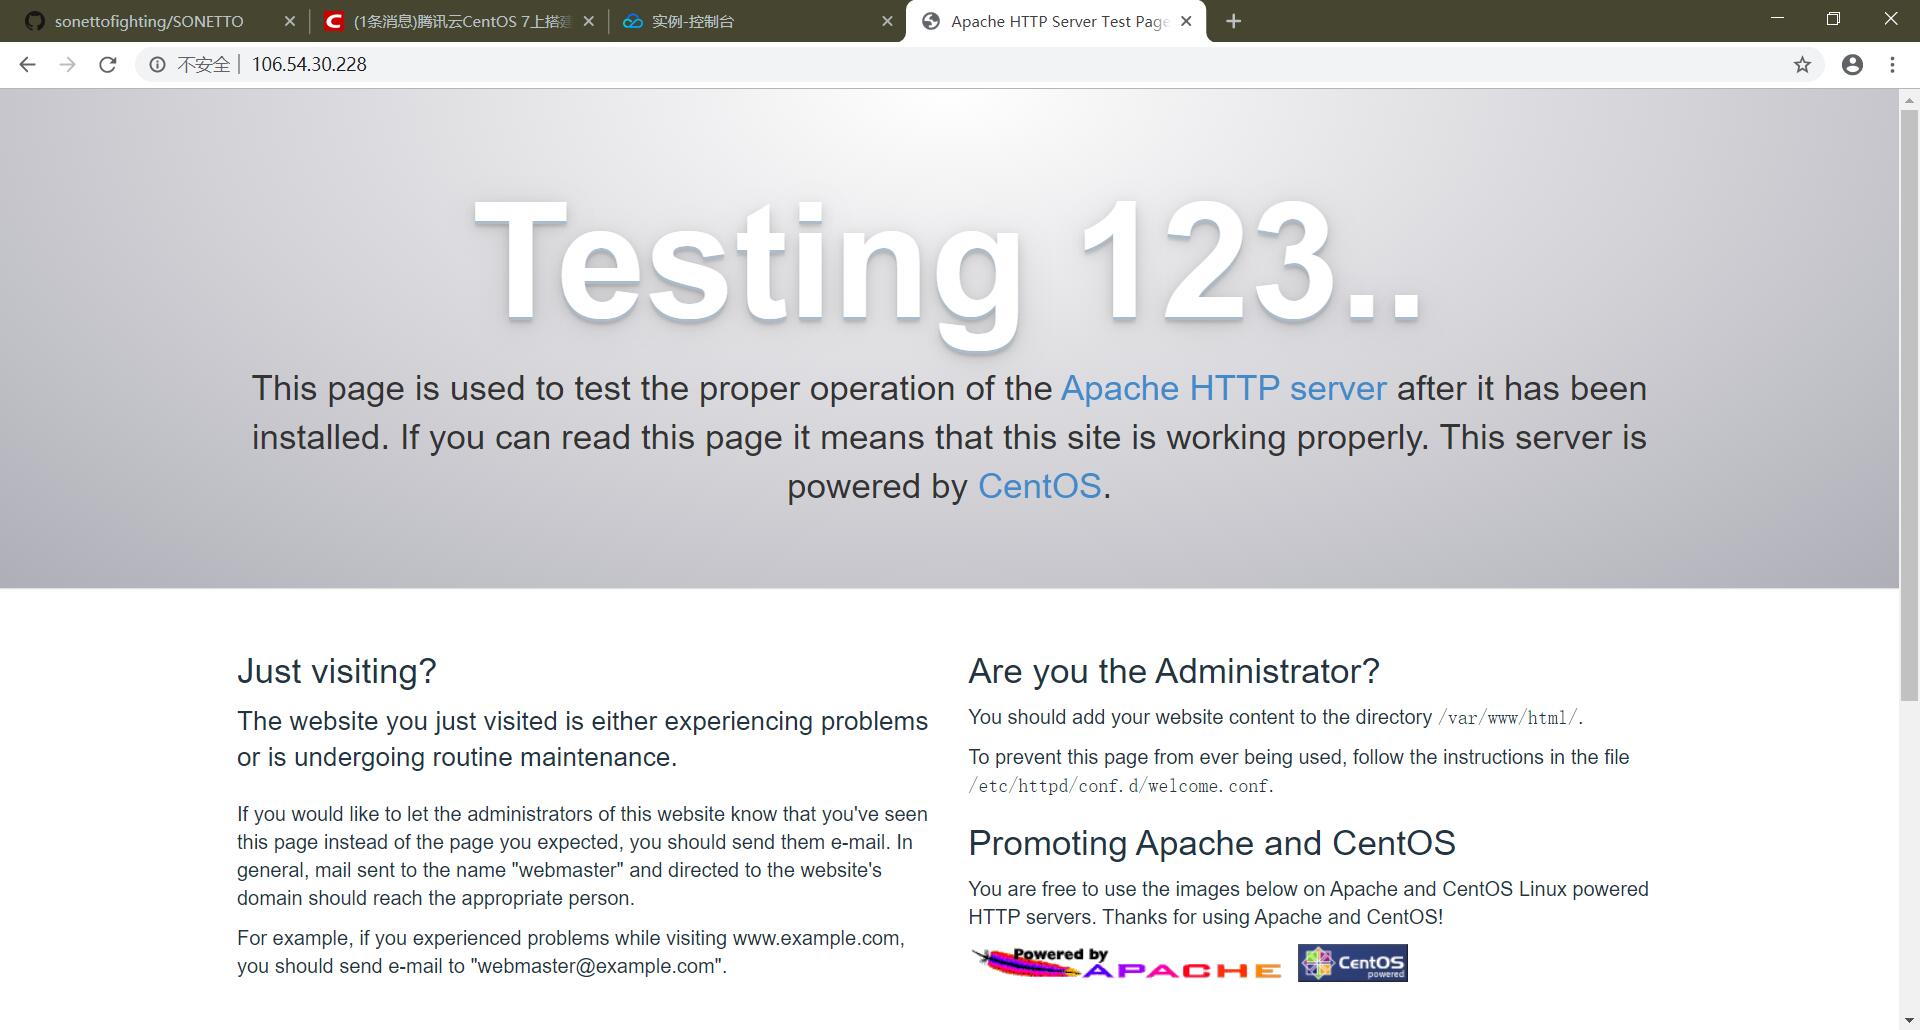 sonettofighting/SONETTO
(1条消息)腾讯云CentOS 7上搭建
实例-控制台
Apache HTTP Server Test Page
不安全 | 106.54.30.228
Testing 123..
This page is used to test the proper operation of the Apache HTTP server after it has been
installed. If you can read this page it means that this site is working properly. This server is
powered by CentOS.
Just visiting?
The website you just visited is either experiencing problems
or is undergoing routine maintenance.
If you would like to let the administrators of this website know that you've seen
this page instead of the page you expected, you should send them e-mail. In
general, mail sent to the name "webmaster" and directed to the website's
domain should reach the appropriate person.
For example, if you experienced problems while visiting www.example.com,
you should send e-mail to "webmaster@example.com".
Are you the Administrator?
You should add your website content to the directory /var/www/html/.
To prevent this page from ever being used, follow the instructions in the file
/etc/httpd/conf.d/welcome.conf.
Promoting Apache and CentOS
You are free to use the images below on Apache and CentOS Linux powered
HTTP servers. Thanks for using Apache and CentOS!
Powered by
APACHE
CentOS
powered